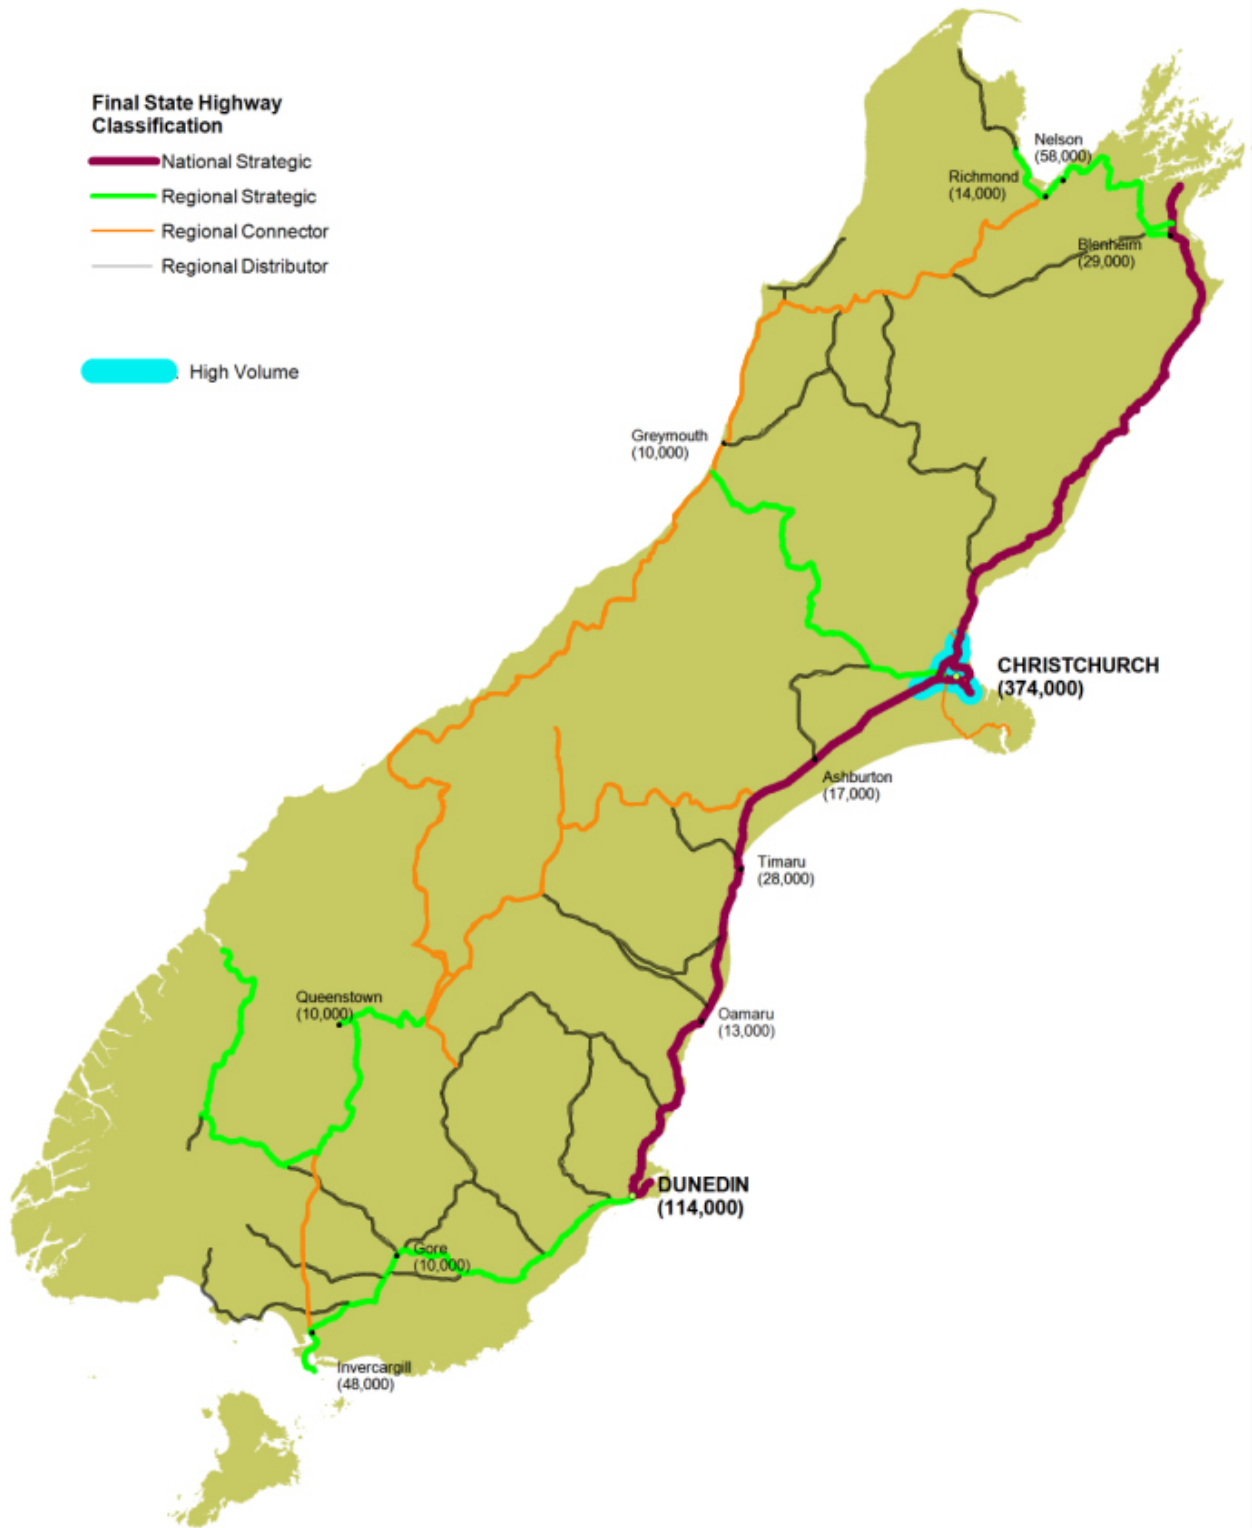 Final State Highway
Classification
National Strategic
Regional Strategic
Regional Connector
Regional Distributor
High Volume
Nelson
(58,000)
Richmond
(14,000)
Blenheim
(29,000)
Greymouth
(10,000)
CHRISTCHURCH
(374,000)
Ashburton
(17,000)
Timaru
(28,000)
Queenstown
(10,000)
Oamaru
(13,000)
DUNEDIN
(114,000)
Gore
(10,000)
Invercargill
(48,000)